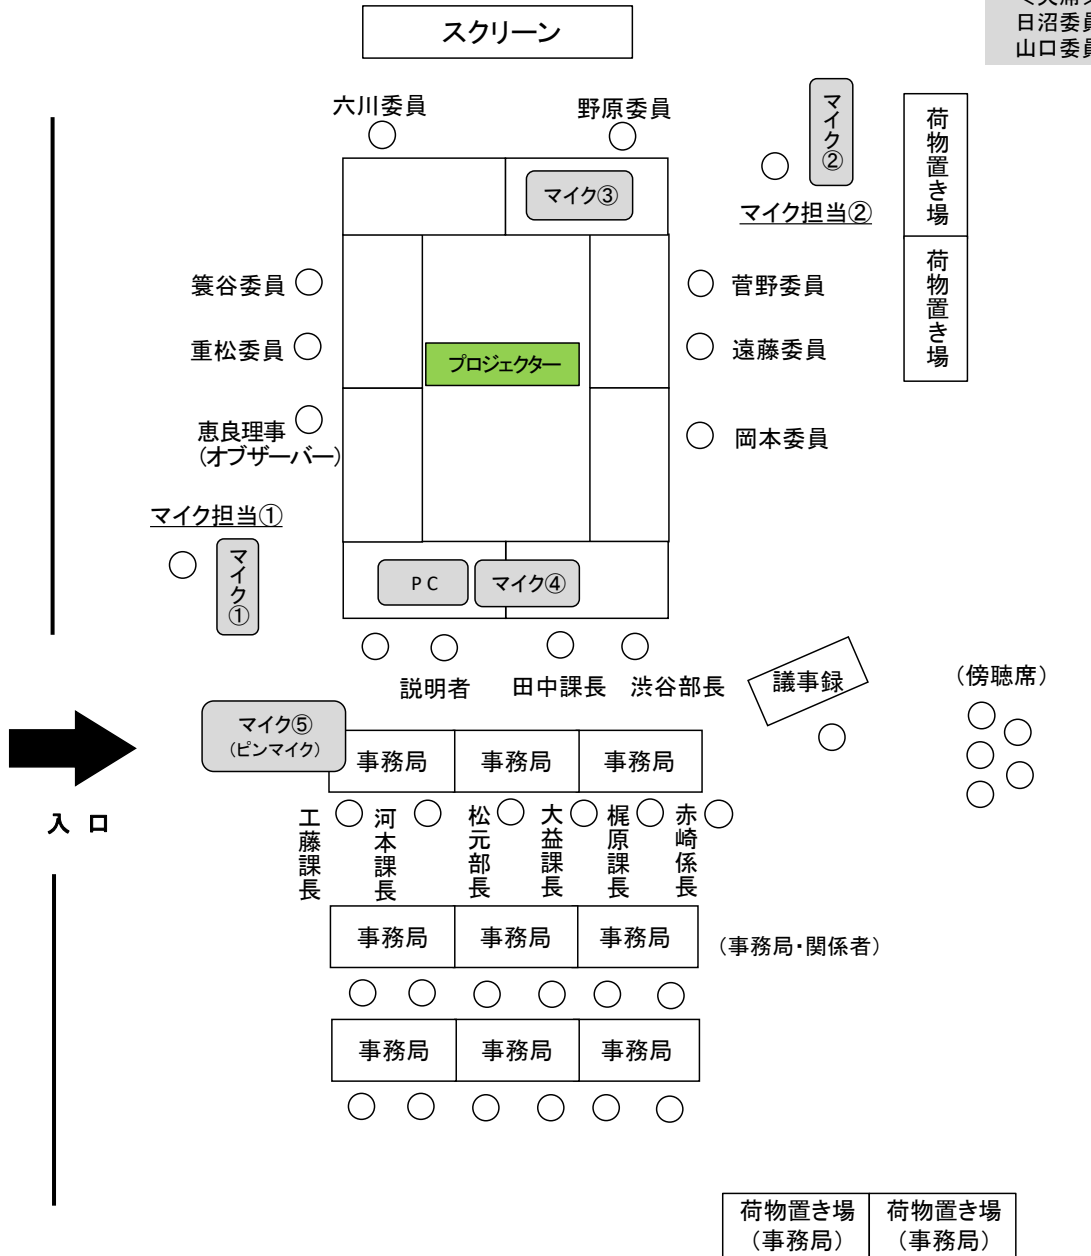 スクリーン
日沼委員
山口委員
六川委員
野原委員
マイク②
荷物置き場
マイク③
マイク担当②
荷物置き場
簑谷委員
菅野委員
重松委員
遠藤委員
プロジェクター
恵良理事
(オブザーバー)
岡本委員
マイク担当①
マイク①
PC
マイク④
説明者
田中課長
渋谷部長
議事録
(傍聴席)
マイク⑤
(ピンマイク)
事務局
事務局
事務局
入口
工藤課長
河本課長
松元部長
大益課長
梶原課長
赤崎係長
事務局
事務局
事務局
(事務局・関係者)
事務局
事務局
事務局
荷物置き場
(事務局)
荷物置き場
(事務局)